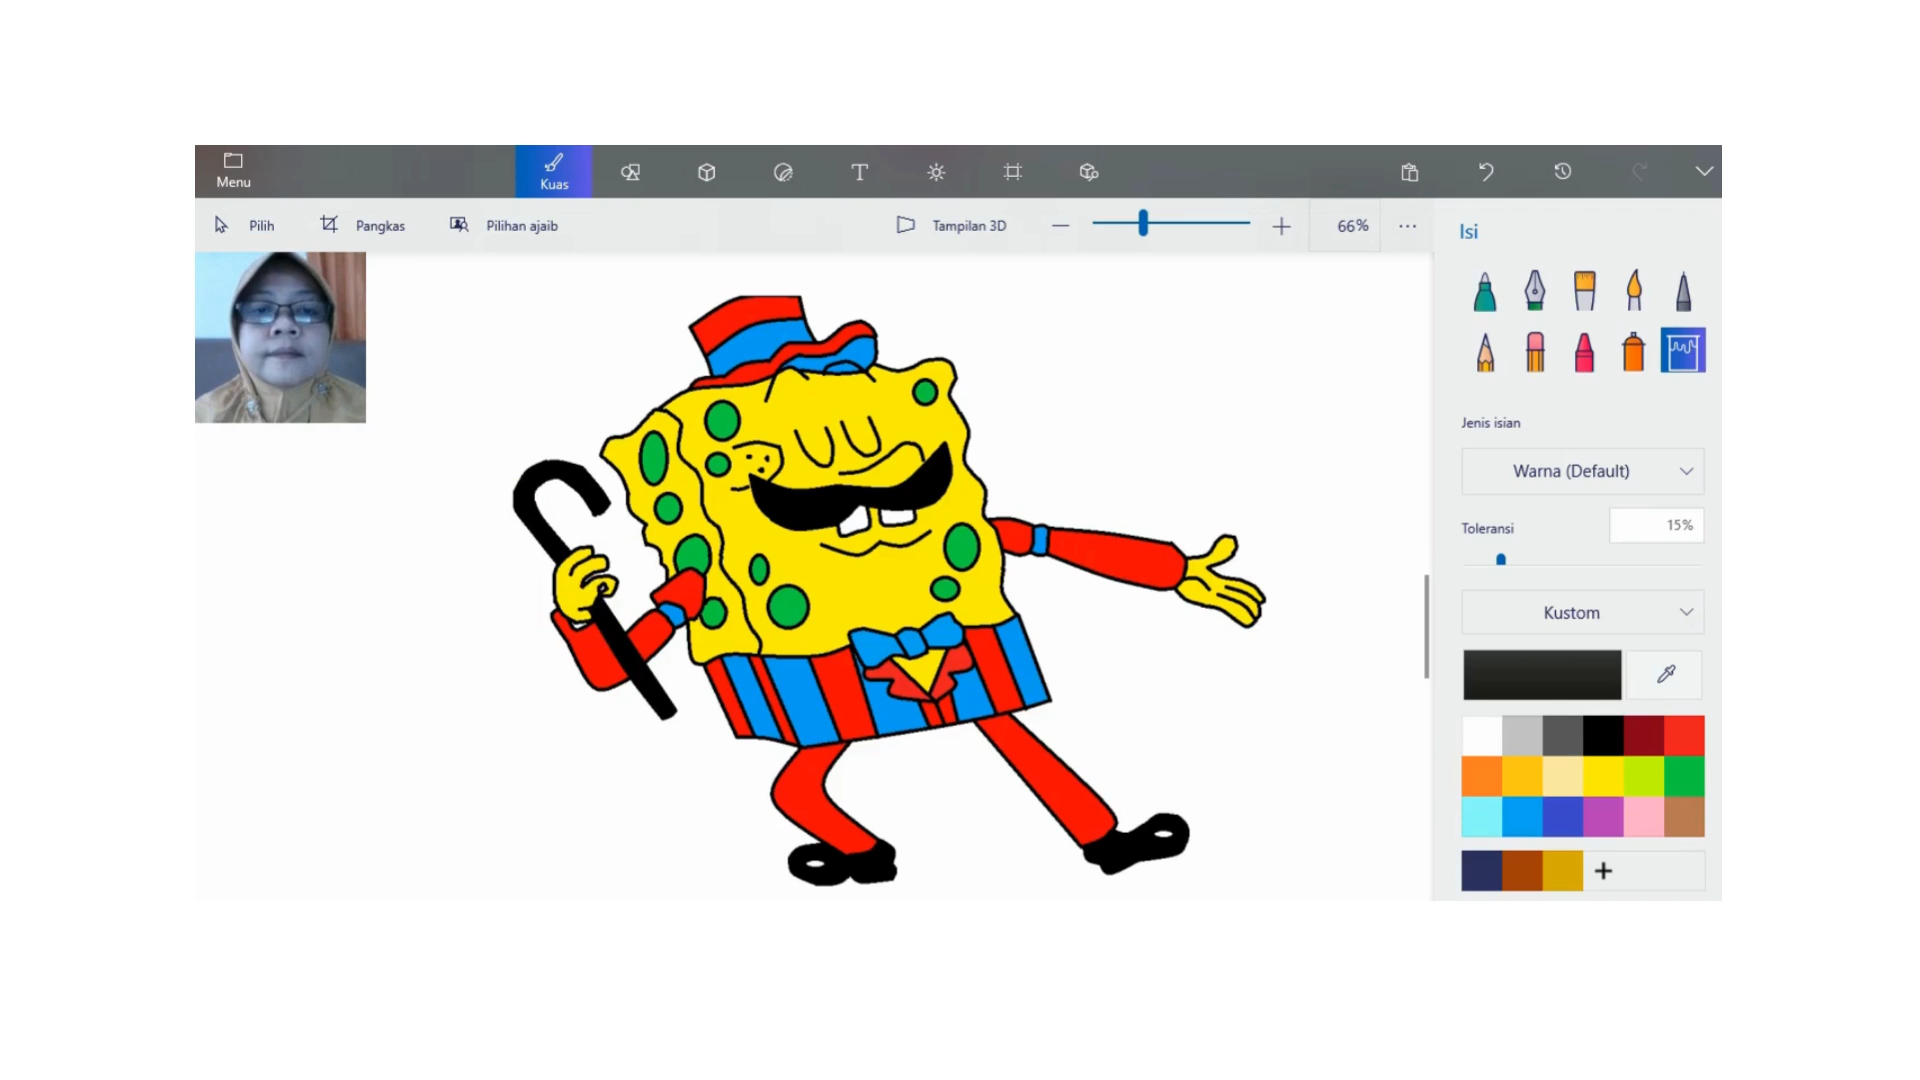 Menu
Kuas
Pilih
Pangkas
Pilihan ajaib
Tampilan 3D
66%
Isi
Jenis isian
Warna (Default)
Toleransi
15%
Kustom